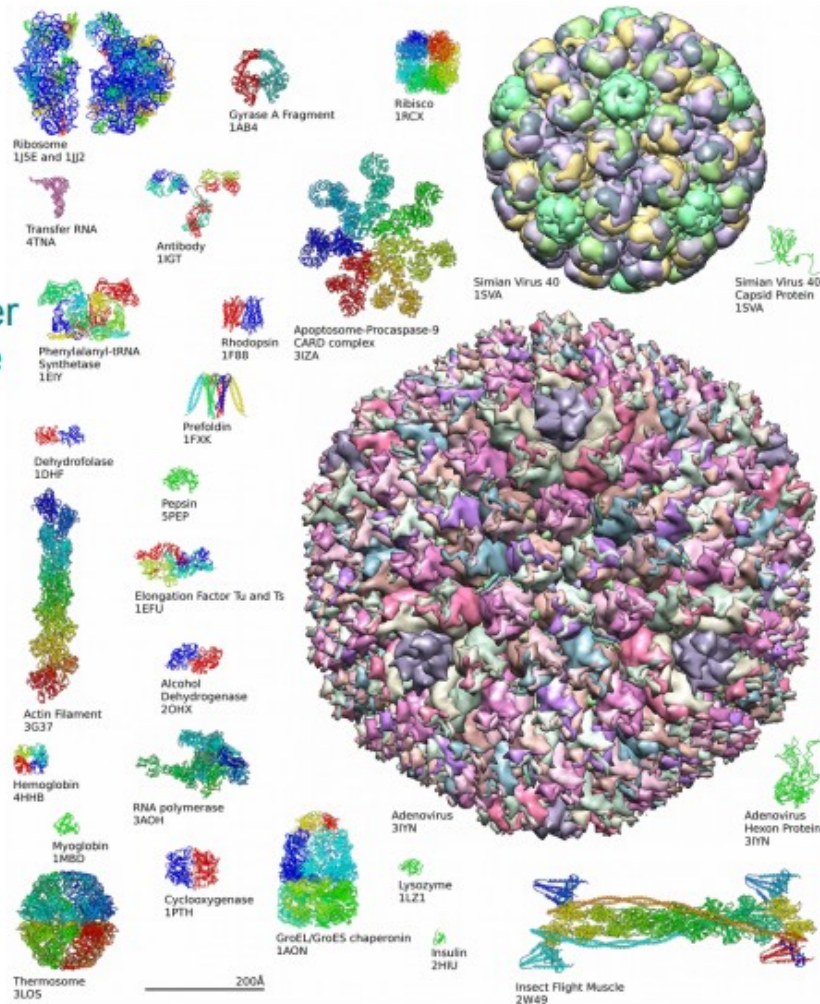 Ribosome
1J5E and 1JJ2
Gyrase A Fragment
1AB4
Ribisco
1RCX
Transfer RNA
4TNA
Antibody
1IGT
Simian Virus 40
1SVA
Simian Virus 40
Capsid Protein
1SVA
er
e
Phenylalanyl-tRNA
Synthetase
1EIY
Rhodopsin
1F88
Apoptosome-Procaspase-9
CARD complex
3IZA
Prefoldin
1FXK
Dehydrofolase
1DHF
Pepsin
5PEP
Elongation Factor Tu and Ts
1EFU
Alcohol
Dehydrogenase
2OHX
Actin Filament
3G37
Hemoglobin
4HHB
RNA polymerase
3AOH
Adenovirus
3IYN
Adenovirus
Hexon Protein
3IYN
Myoglobin
1MBD
Cyclooxygenase
1PTH
Lysozyme
1LZ1
GroEL/GroES chaperonin
1AON
Insulin
2HIU
Thermosome
3LOS
200Å
Insect Flight Muscle
2W49